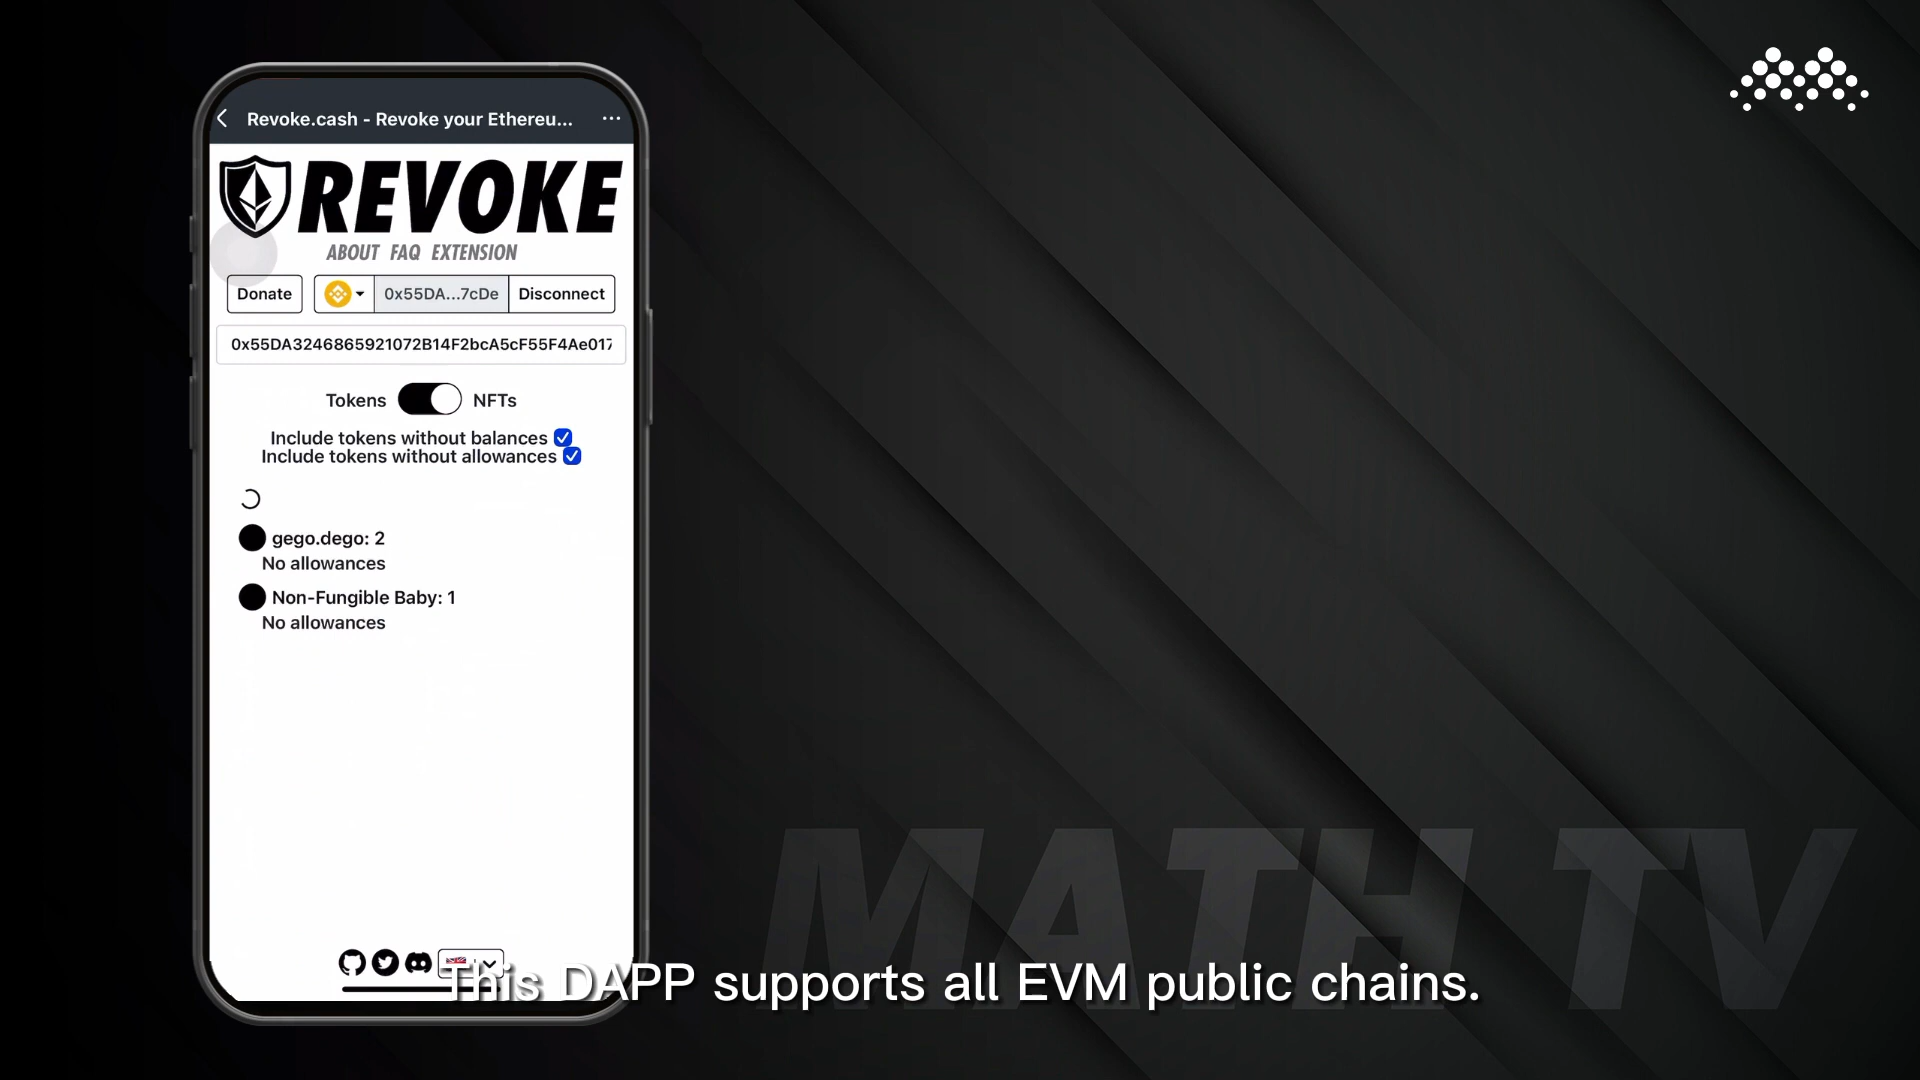 Revoke.cash - Revoke your Ethereu...
REVOKE
ABOUT FAQ EXTENSION
Donate 0x55DA...7cDe Disconnect
0x55DA3246865921072B14F2bcA5cF55F4Ae017
Tokens NFTs
Include tokens without balances
Include tokens without allowances
gego.dego: 2
No allowances
Non-Fungible Baby: 1
No allowances
MATH TV
This DAPP supports all EVM public chains.